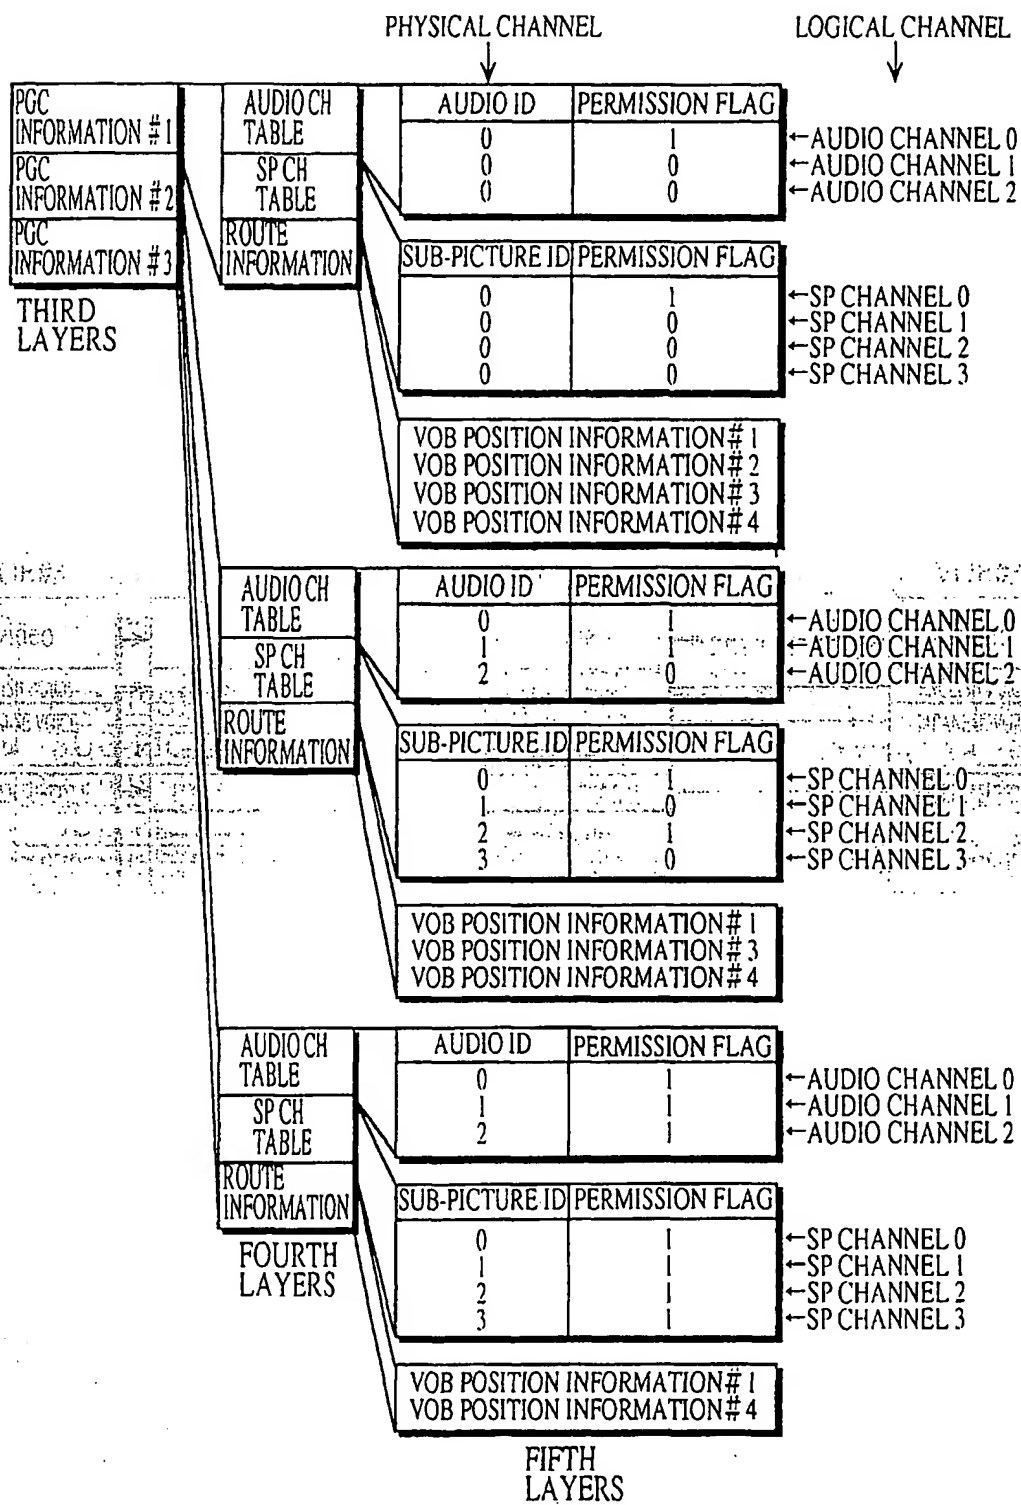 PHYSICAL CHANNEL LOGICAL CHANNEL
PGC
INFORMATION #1
PGC
INFORMATION #2
PGC
INFORMATION #3
THIRD
LAYERS
AUDIO CH
TABLE
SP CH
TABLE
ROUTE
INFORMATION
AUDIO ID PERMISSION FLAG
0 1 ←AUDIO CHANNEL 0
0 0 ←AUDIO CHANNEL 1
0 0 ←AUDIO CHANNEL 2
SUB-PICTURE ID PERMISSION FLAG
0 1 ←SP CHANNEL 0
0 0 ←SP CHANNEL 1
0 0 ←SP CHANNEL 2
0 0 ←SP CHANNEL 3
VOB POSITION INFORMATION# 1
VOB POSITION INFORMATION# 2
VOB POSITION INFORMATION# 3
VOB POSITION INFORMATION# 4
AUDIO CH
TABLE
SP CH
TABLE
ROUTE
INFORMATION
AUDIO ID PERMISSION FLAG
0 1 ←AUDIO CHANNEL 0
1 1 ←AUDIO CHANNEL 1
2 0 ←AUDIO CHANNEL 2
SUB-PICTURE ID PERMISSION FLAG
0 1 ←SP CHANNEL 0
1 0 ←SP CHANNEL 1
2 1 ←SP CHANNEL 2
3 0 ←SP CHANNEL 3
VOB POSITION INFORMATION# 1
VOB POSITION INFORMATION# 3
VOB POSITION INFORMATION# 4
AUDIO CH
TABLE
SP CH
TABLE
ROUTE
INFORMATION
FOURTH
LAYERS
AUDIO ID PERMISSION FLAG
0 1 ←AUDIO CHANNEL 0
1 1 ←AUDIO CHANNEL 1
2 1 ←AUDIO CHANNEL 2
SUB-PICTURE ID PERMISSION FLAG
0 1 ←SP CHANNEL 0
1 1 ←SP CHANNEL 1
2 1 ←SP CHANNEL 2
3 1 ←SP CHANNEL 3
VOB POSITION INFORMATION# 1
VOB POSITION INFORMATION# 4
FIFTH
LAYERS